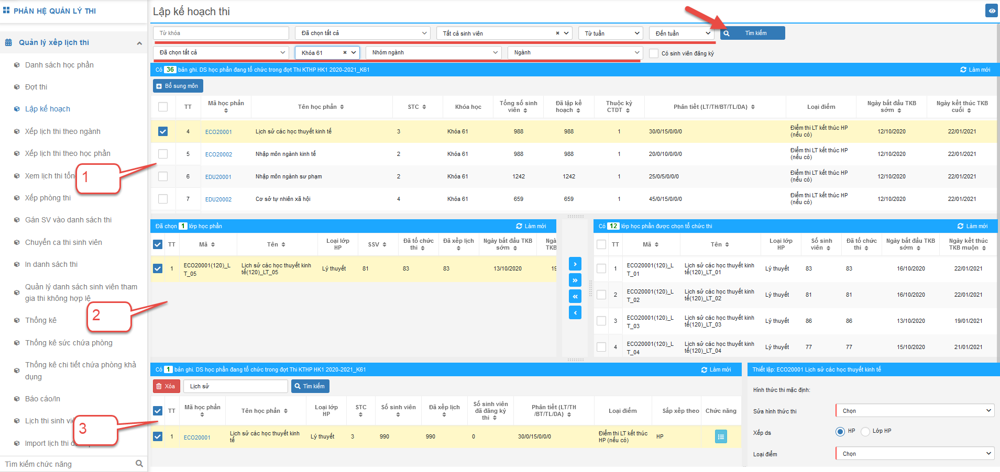 PHÂN HỆ QUẢN LÝ THI
Quản lý xếp lịch thi
Danh sách học phần
Đợt thi
Lập kế hoạch
Xếp lịch thi theo ngành
Xếp lịch thi theo học phần
Xem lịch thi
1
Xếp phòng thi
Gán SV vào danh sách thi
Chuyển ca thi sinh viên
In danh sách thi
Quản lý danh sách sinh viên tham
gia thi không hợp lệ
2
Thống kê
Thống kê sức chứa phòng
Thống kê chi tiết chứa phòng khả
dụng
Báo cáo/In
Lịch thi sinh
3
Import lịch thi
Tìm kiếm chức năng
Lập kế hoạch thi
Từ khóa
Đã chọn tất cả
Tất cả sinh viên
Từ tuần
Đến tuần
Tìm kiếm
Đã chọn tất cả
Khóa 61
Nhóm ngành
Ngành
Có sinh viên đăng ký
Có 36 bản ghi. DS học phần đang tổ chức trong đợt Thi KTHP HK1 2020-2021_K61
Làm mới
Bổ sung môn
TT
Mã học phần
Tên học phần
STC
Khóa học
Tổng số sinh
viên
Đã lập kế
hoạch
Thuộc kỳ
CTDT
Phân tiết (LT/TH/BT/TL/DA)
Loại điểm
Ngày bắt đầu TKB
sớm
Ngày kết thúc TKB
cuối
4 ECO20001 Lịch sử các học thuyết kinh tế 3 Khóa 61 988 988 1 30/0/15/0/0/0 Điểm thi LT kết thúc HP 12/10/2020 22/01/2021
(nếu có)
5 ECO20002 Nhập môn ngành kinh tế 2 Khóa 61 988 988 1 20/0/10/0/0/0 Điểm thi LT kết thúc HP 12/10/2020 22/01/2021
(nếu có)
6 EDU20001 Nhập môn ngành sư phạm 2 Khóa 61 1242 1242 1 25/0/5/0/0/0 Điểm thi LT kết thúc HP 12/10/2020 22/01/2021
(nếu có)
7 EDU20002 Cơ sở tự nhiên xã hội 4 Khóa 61 659 659 1 45/0/15/0/0/0 Điểm thi LT kết thúc HP 12/10/2020 22/01/2021
(nếu có)
Đã chọn 1 lớp học phần
Làm mới
TT
Mã
Tên
Loại lớp
HP
SSV
Đã tổ chức
thi
Đã xếp lịch
Ngày bắt đầu TKB
sớm
Ngà
TKB
1 ECO20001(120)_L Lịch sử các học thuyết kinh Lý thuyết 81 83 83 13/10/2020 19
T_05 tế(120)_LT_05
Có 12 lớp học phần được chọn tổ chức thi
Làm mới
TT
Mã
Tên
Loại lớp
HP
Số sinh
viên
Đã tổ chức
thi
Ngày bắt đầu TKB
sớm
Ngày kết thúc
TKB muộn
1 ECO20001(120)_L Lịch sử các học thuyết kinh Lý thuyết 83 83 16/10/2020 22/01/2021
T_01 tế(120)_LT_01
2 ECO20001(120)_L Lịch sử các học thuyết kinh Lý thuyết 81 81 16/10/2020 22/01/2021
T_02 tế(120)_LT_02
3 ECO20001(120)_L Lịch sử các học thuyết kinh Lý thuyết 86 86 13/10/2020 19/01/2021
T_03 tế(120)_LT_03
4 ECO20001(120)_L Lịch sử các học thuyết kinh Lý thuyết 77 77 15/10/2020 21/01/2021
T_04 tế(120)_LT_04
Có 1 bản ghi. DS học phần đang tổ chức trong đợt Thi KTHP HK1 2020-2021_K61
Làm mới
Xóa
Lịch sử
Tìm kiếm
TT
Mã học phần
Tên học phần
Loại lớp
HP
STC
Số sinh viên
Đã xếp lịch
Số sinh viên
đã đăng ký
thi
Phân tiết (LT/TH
/BT/TL/DA)
Loại điểm
Sắp xếp theo
Chức năng
1 ECO20001 Lịch sử các học thuyết kinh Lý thuyết 3 990 990 0 30/0/15/0/0/0 Điểm thi LT kết thúc HP
tế HP (nếu có)
Thiết lập: ECO20001 Lịch sử các học thuyết kinh tế
Hình thức thi mặc định:
Sửa hình thức thi
Chọn
Xếp ds
HP
Lớp HP
Loại điểm
Chọn